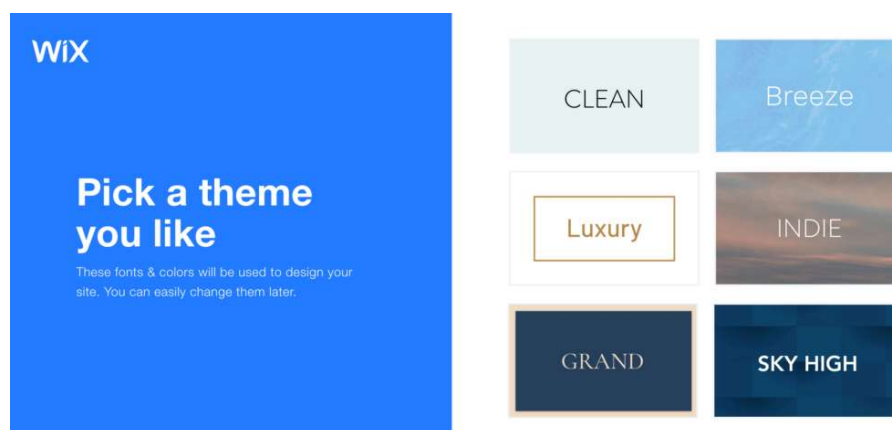 WiX
Pick a theme
you like
These fonts & colors will be used to design your
site. You can easily change them later.
CLEAN
Breeze
Luxury
INDIE
GRAND
SKY HIGH